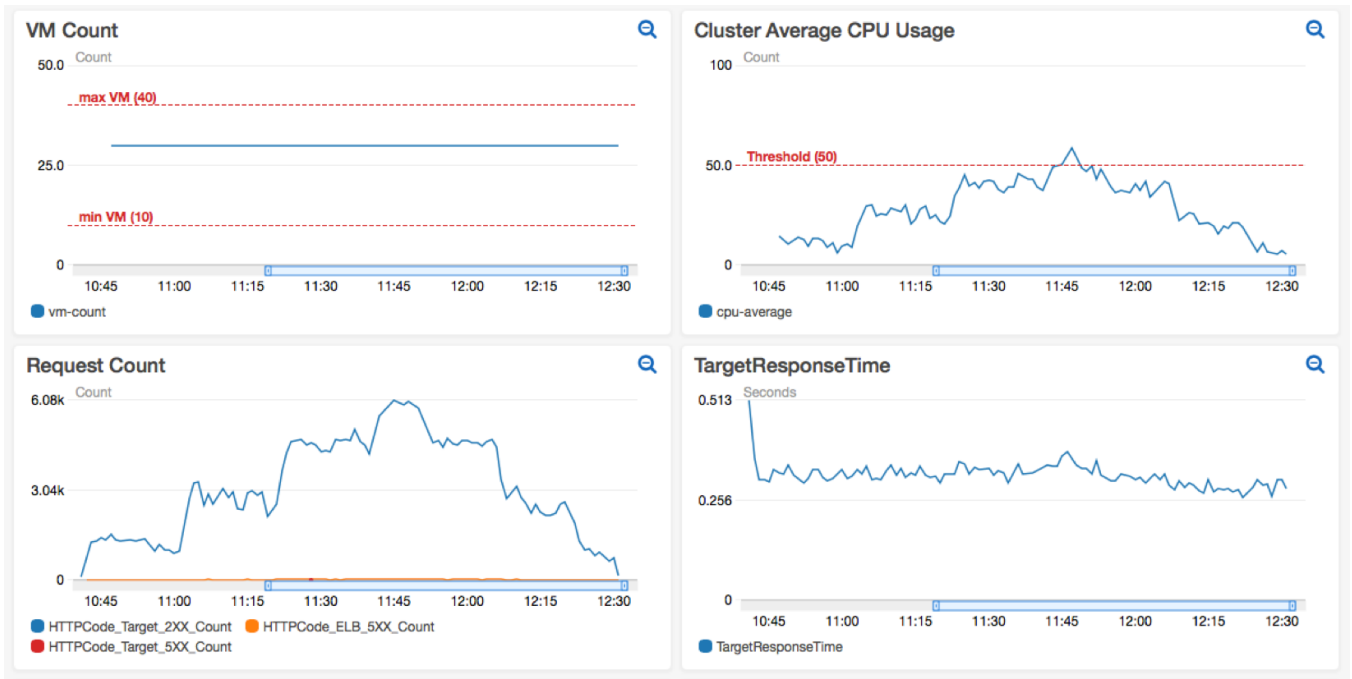 VM Count
Count
50.0
max VM (40)
25.0
min VM (10)
0
10:45 11:00 11:15 11:30 11:45 12:00 12:15 12:30
vm-count
Cluster Average CPU Usage
Count
100
Threshold (50)
50.0
0
10:45 11:00 11:15 11:30 11:45 12:00 12:15 12:30
cpu-average
Request Count
Count
6.08k
3.04k
0
10:45 11:00 11:15 11:30 11:45 12:00 12:15 12:30
HTTPCode_Target_2XX_Count HTTPCode_ELB_5XX_Count
HTTPCode_Target_5XX_Count
TargetResponseTime
Seconds
0.513
0.256
0
10:45 11:00 11:15 11:30 11:45 12:00 12:15 12:30
TargetResponseTime